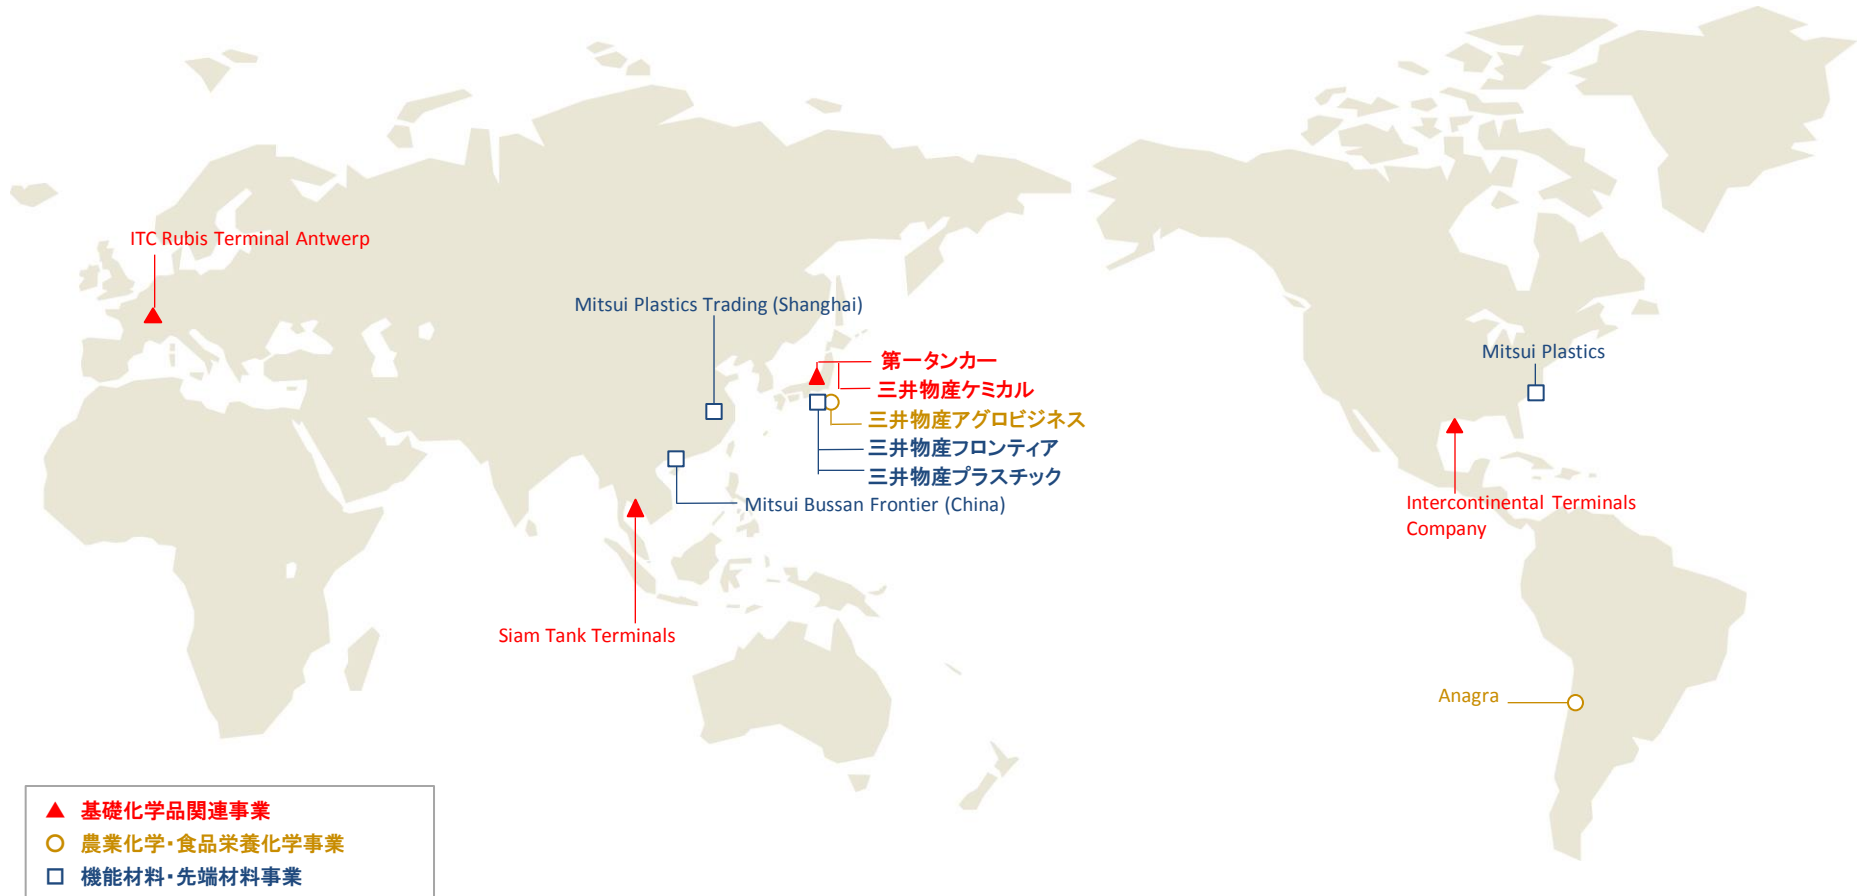 ITC Rubis Terminal Antwerp
Mitsui Plastics Trading (Shanghai)
第一タンカー
三井物産ケミカル
三井物産アグロビジネス
三井物産フロンティア
三井物産プラスチック
Mitsui Bussan Frontier (China)
Siam Tank Terminals
Mitsui Plastics
Intercontinental Terminals
Company
Anagra
▲ 基礎化学品関連事業
○ 農業化学・食品栄養化学事業
□ 機能材料・先端材料事業